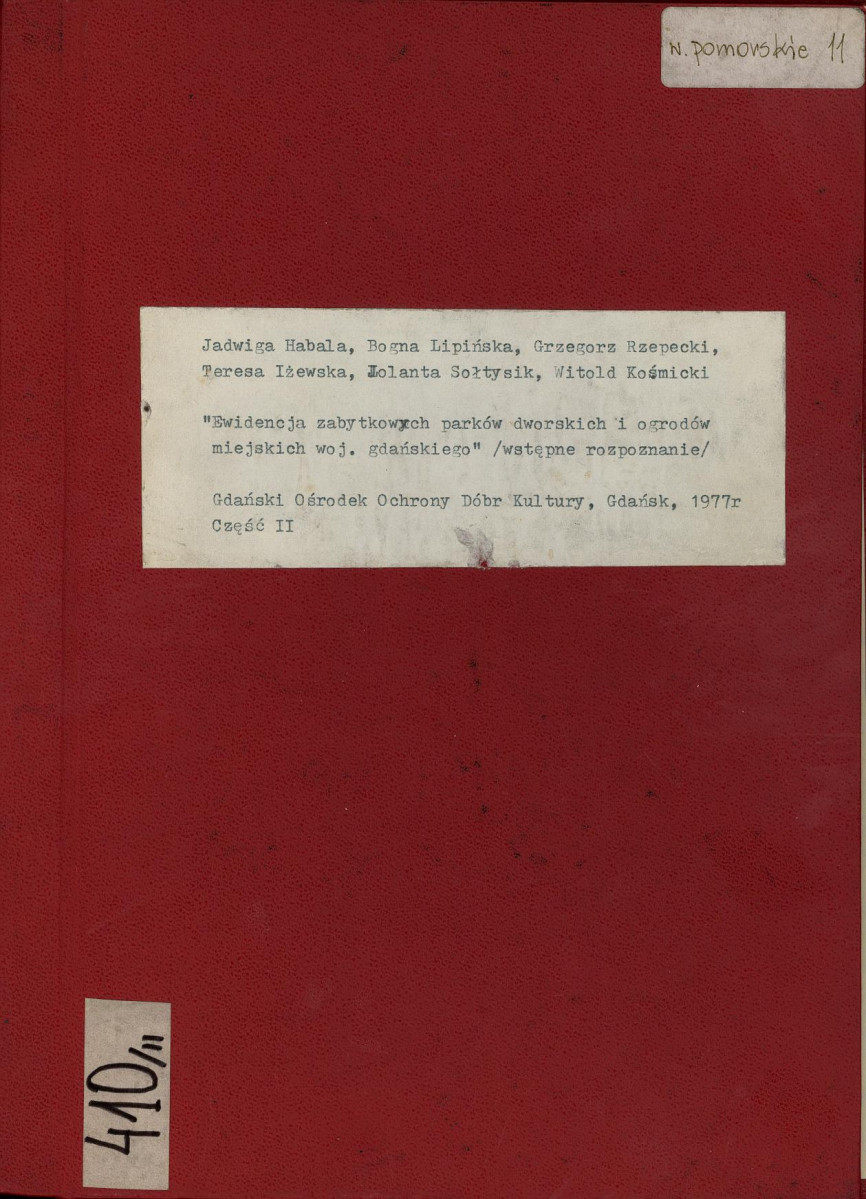 w. pomorskie 11
Jadwiga Habala, Bogna Lipińska, Grzegorz Rzepecki,
Teresa Iżewska, Jolanta Sołtysik, Witold Kośmicki
"Ewidencja zabytkowych parków dworskich i ogrodów
miejskich woj. gdańskiego" /wstępne rozpoznanie/
Gdański Ośrodek Ochrony Dóbr Kultury, Gdańsk, 1977r
Część II
410/II